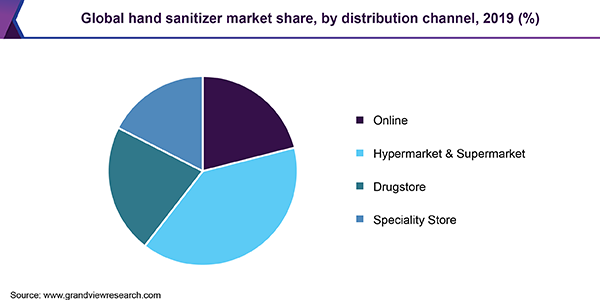 Global hand sanitizer market share, by distribution channel, 2019 (%)
Online
Hypermarket & Supermarket
Drugstore
Speciality Store
Source: www.grandviewresearch.com